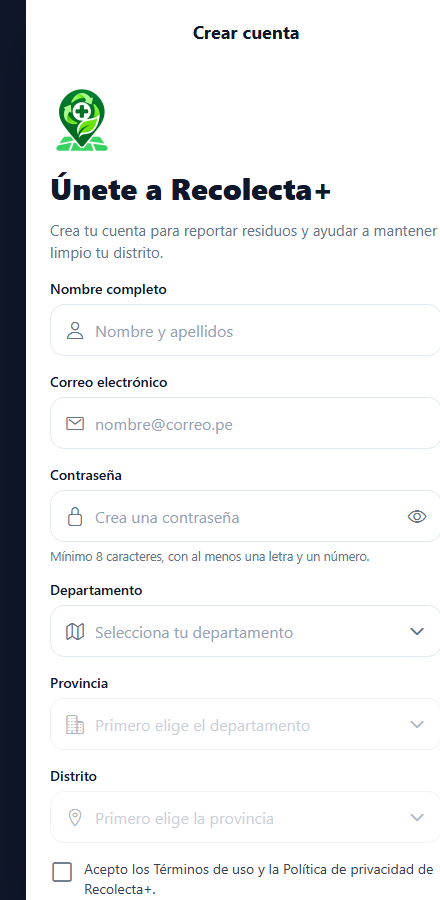 Crear cuenta
Únete a Recolecta+
Crea tu cuenta para reportar residuos y ayudar a mantener
limpio tu distrito.
Nombre completo
Nombre y apellidos
Correo electrónico
nombre@correo.pe
Contraseña
Crea una contraseña
Mínimo 8 caracteres, con al menos una letra y un número.
Departamento
Selecciona tu departamento
Provincia
Primero elige el departamento
Distrito
Primero elige la provincia
Acepto los Términos de uso y la Política de privacidad de
Recolecta+.